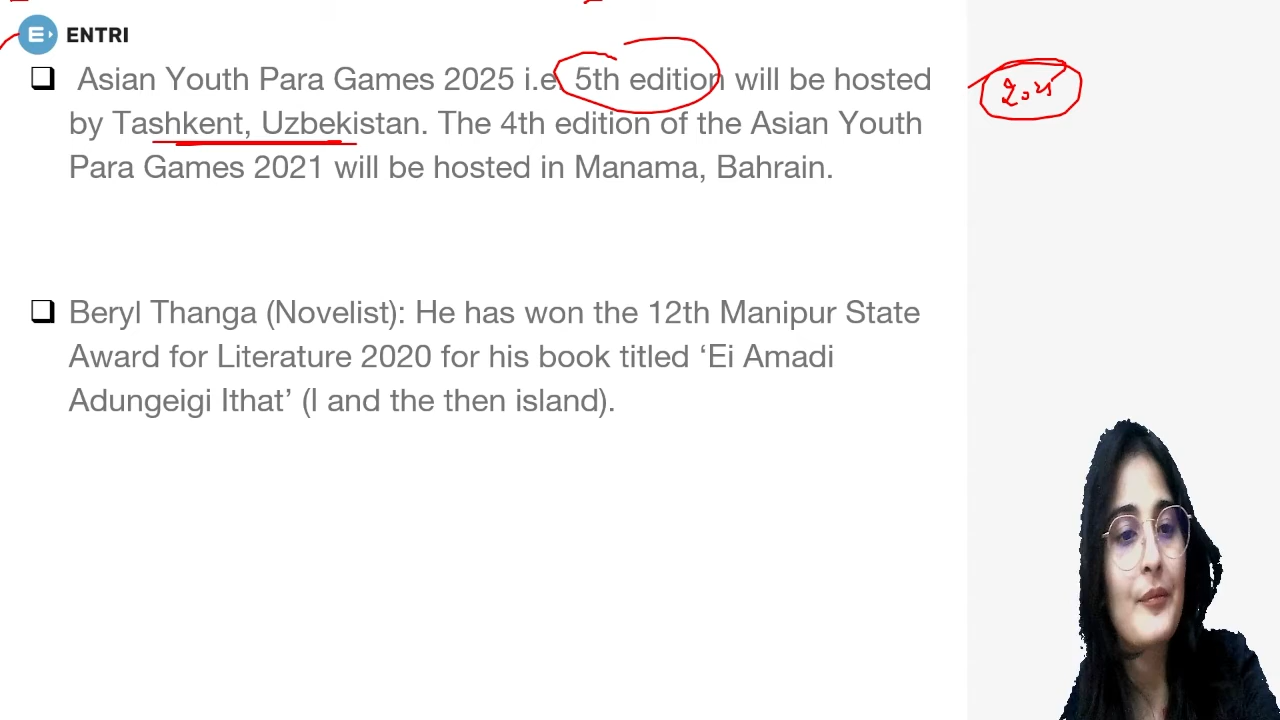 ENTRI
Asian Youth Para Games 2025 i.e. 5th edition will be hosted
by Tashkent, Uzbekistan. The 4th edition of the Asian Youth
Para Games 2021 will be hosted in Manama, Bahrain.
Beryl Thanga (Novelist): He has won the 12th Manipur State
Award for Literature 2020 for his book titled ‘Ei Amadi
Adungeigi Ithat’ (I and the then island).